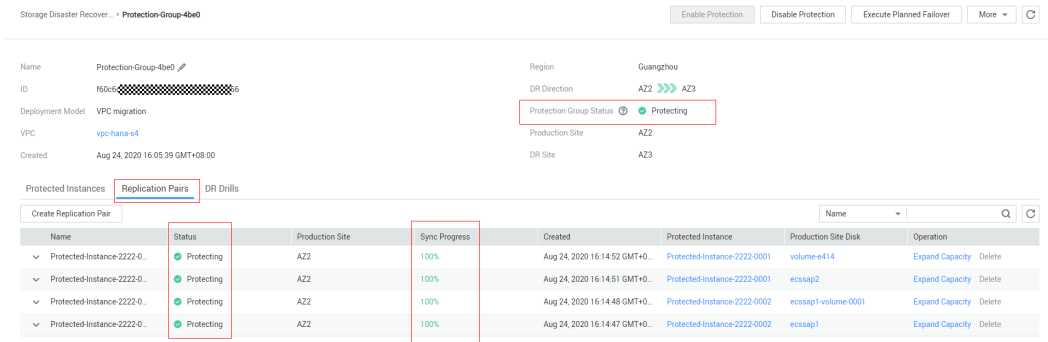 Storage Disaster Recover... › Protection-Group-4be0 Enable Protection Disable Protection Execute Planned Failover More
Name Protection-Group-4be0 Region Guangzhou
ID f60c6 66 DR Direction AZ2 AZ3
Deployment Model VPC migration Protection Group Status ? Protecting
VPC vpc-hana-s4 Production Site AZ2
Created Aug 24, 2020 16:05:39 GMT+08:00 DR Site AZ3
Protected Instances Replication Pairs DR Drills
Create Replication Pair Name
Name Status Production Site Sync Progress Created Protected Instance Production Site Disk Operation
Protected-Instance-2222-0... Protecting AZ2 100% Aug 24, 2020 16:14:52 GMT+0... Protected-Instance-2222-0001 volume-e414 Expand Capacity Delete
Protected-Instance-2222-0... Protecting AZ2 100% Aug 24, 2020 16:14:51 GMT+0... Protected-Instance-2222-0001 ecssap2 Expand Capacity Delete
Protected-Instance-2222-0... Protecting AZ2 100% Aug 24, 2020 16:14:48 GMT+0... Protected-Instance-2222-0002 ecssap1-volume-0001 Expand Capacity Delete
Protected-Instance-2222-0... Protecting AZ2 100% Aug 24, 2020 16:14:47 GMT+0... Protected-Instance-2222-0002 ecssap1 Expand Capacity Delete